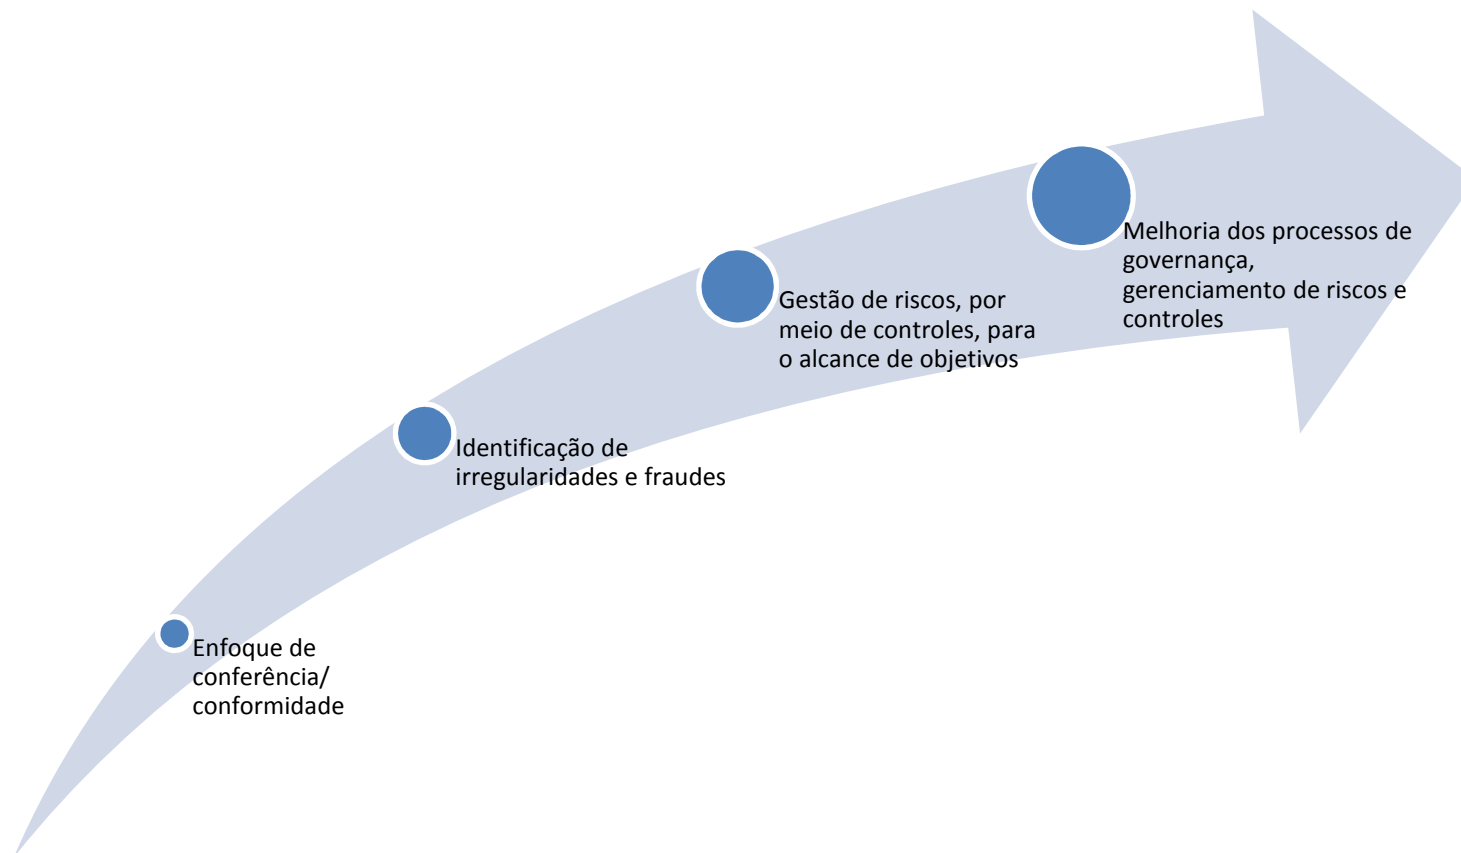 Melhoria dos processos de
governança,
gerenciamento de riscos e
controles
Gestão de riscos, por
meio de controles, para
o alcance de objetivos
Identificação de
irregularidades e fraudes
Enfoque de
conferência/
conformidade